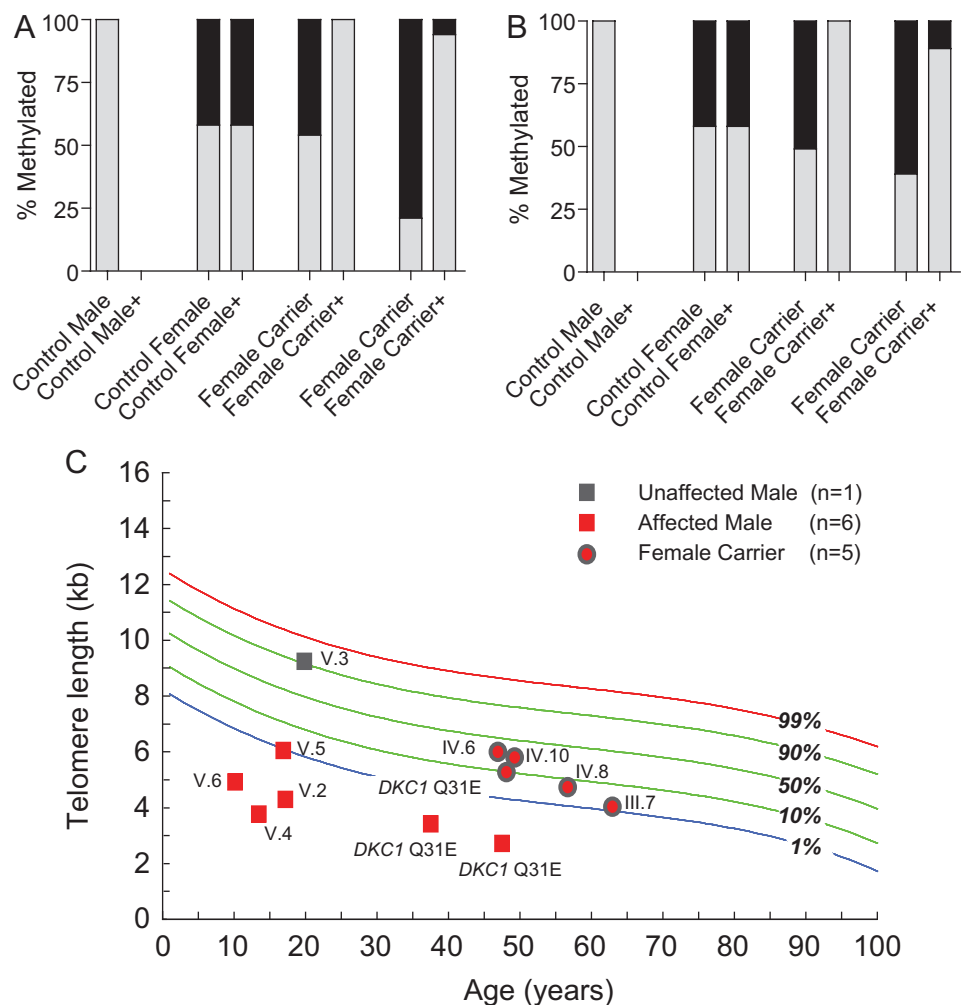 A
B
% Methylated
100
75
50
25
0
Control Male
Control Male+
Control Female
Control Female+
Female Carrier
Female Carrier+
Female Carrier
Female Carrier+
% Methylated
100
75
50
25
0
Control Male
Control Male+
Control Female
Control Female+
Female Carrier
Female Carrier+
Female Carrier
Female Carrier+
C
Telomere length (kb)
16
14
12
10
8
6
4
2
0
Unaffected Male (n=1)
Affected Male (n=6)
Female Carrier (n=5)
V.3
V.5
V.6
V.2
V.4
IV.6
IV.10
DKC1 Q31E
IV.8
III.7
DKC1 Q31E
DKC1 Q31E
99%
90%
50%
10%
1%
0 10 20 30 40 50 60 70 80 90 100
Age (years)